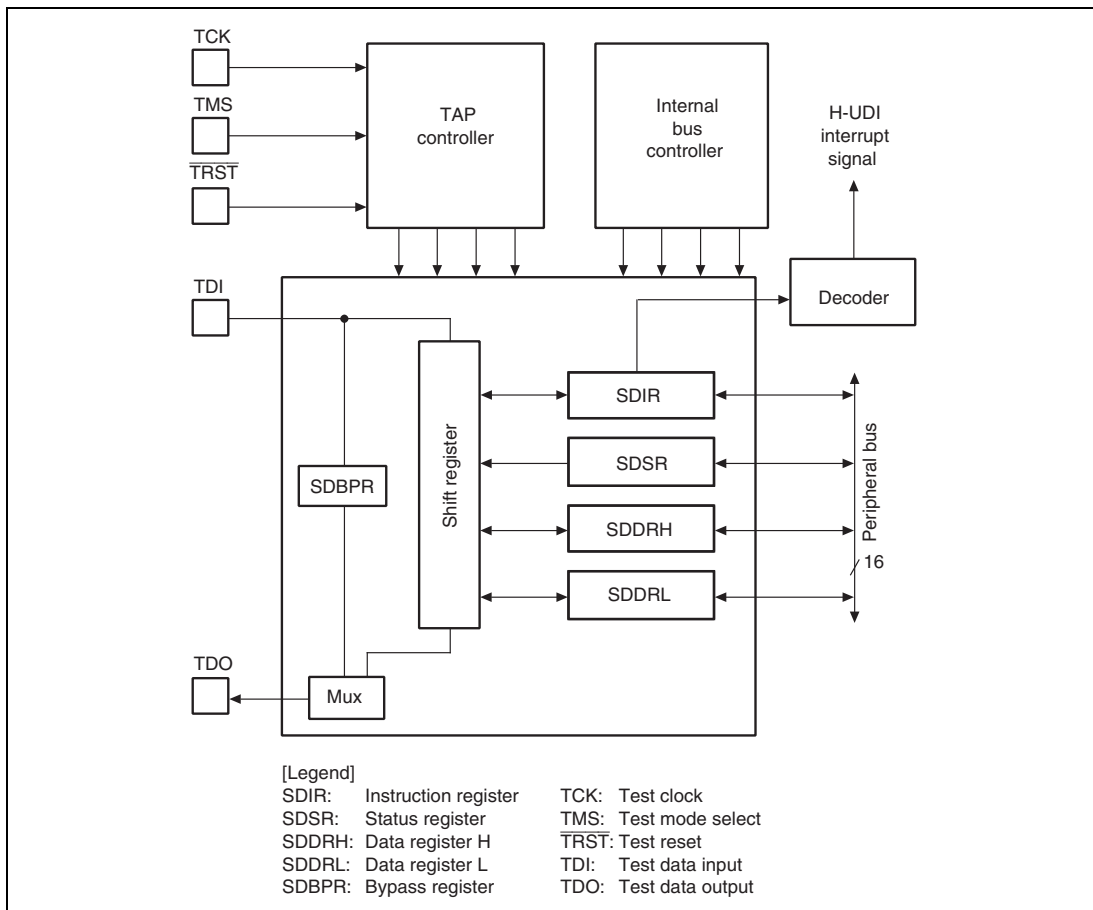 TCK
TMS
TRST
TAP
controller
Internal
bus
controller
H-UDI
interrupt
signal
TDI
Decoder
SDIR
SDSR
SDBPR
Shift register
SDDRH
SDDRL
Peripheral bus
16
TDO
Mux
[Legend]
SDIR: Instruction register
SDSR: Status register
SDDRH: Data register H
SDDRL: Data register L
SDBPR: Bypass register
TCK: Test clock
TMS: Test mode select
TRST: Test reset
TDI: Test data input
TDO: Test data output